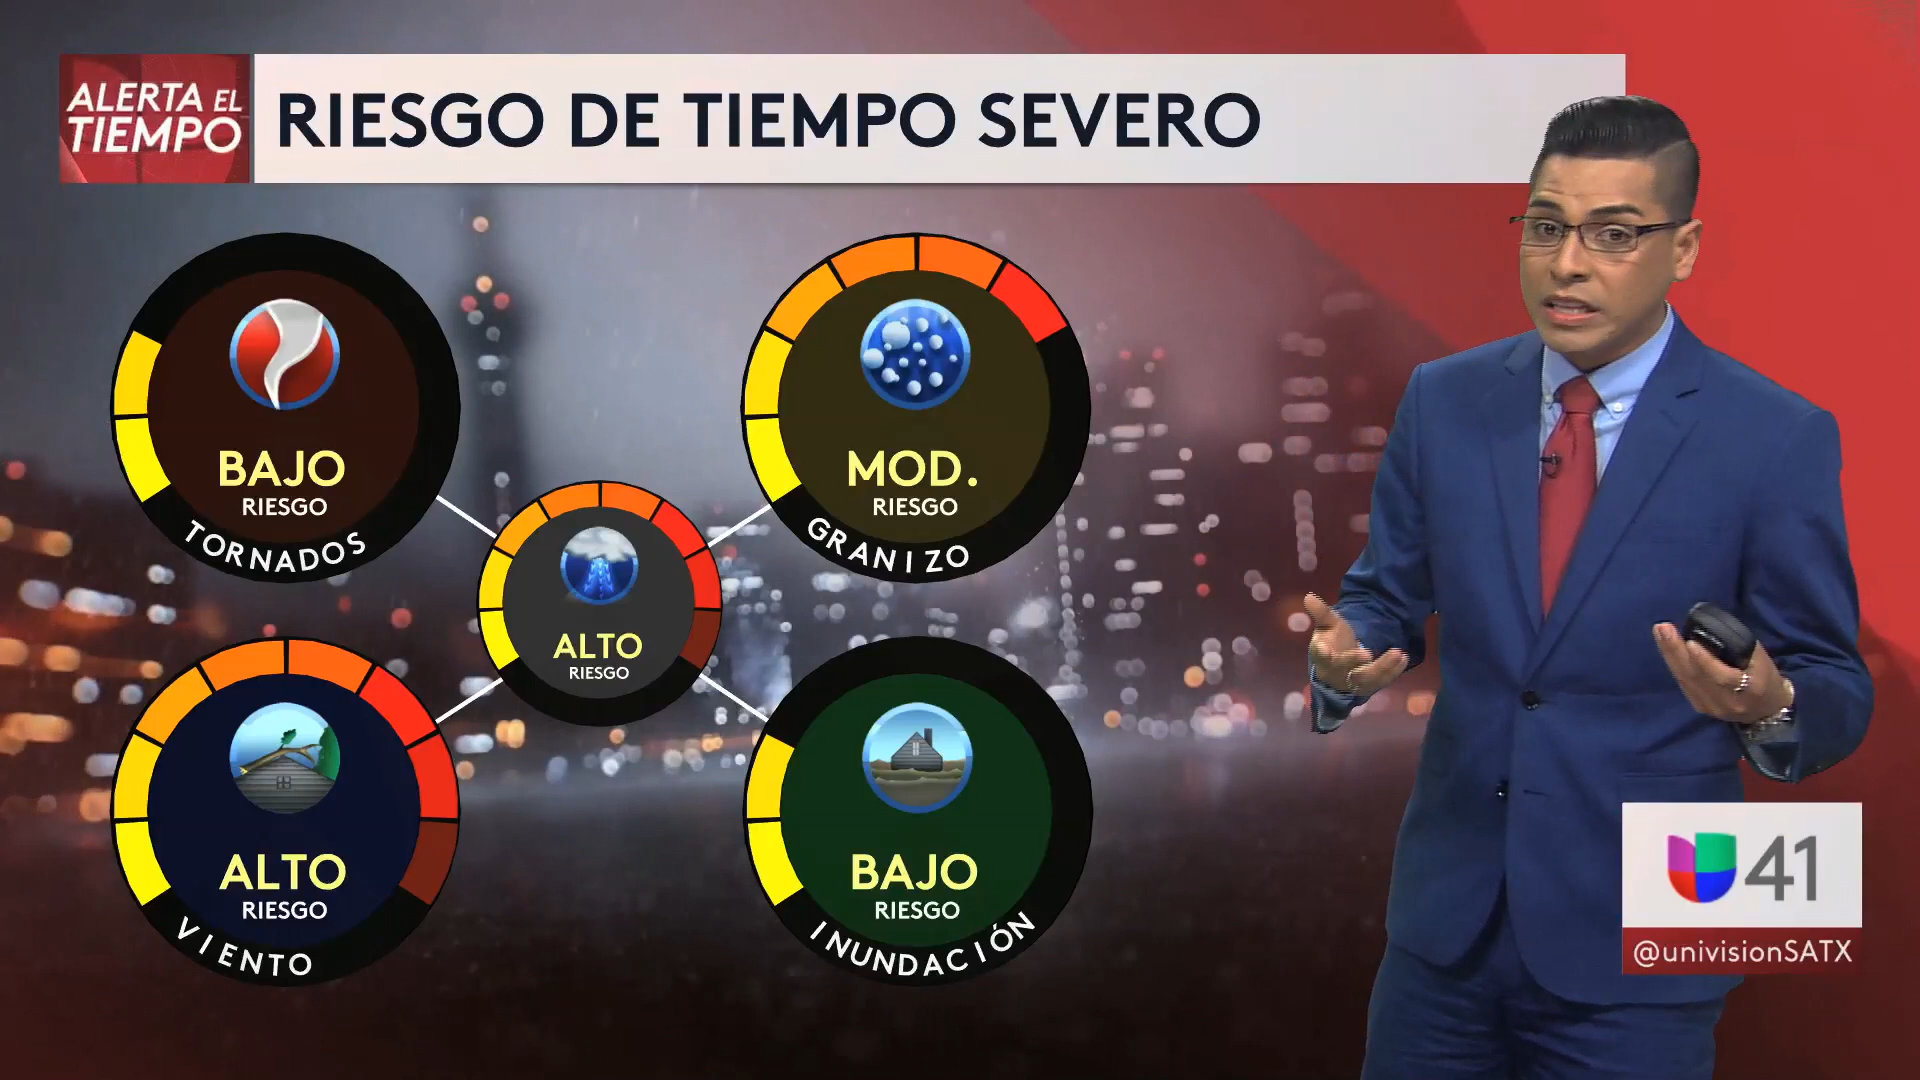 ALERTA EL
TIEMPO
RIESGO DE TIEMPO SEVERO
BAJO
RIESGO
TORNADOS
MOD.
RIESGO
GRANIZO
ALTO
RIESGO
ALTO
RIESGO
VIENTO
BAJO
RIESGO
INUNDACIÓN
41
@univisionSATX